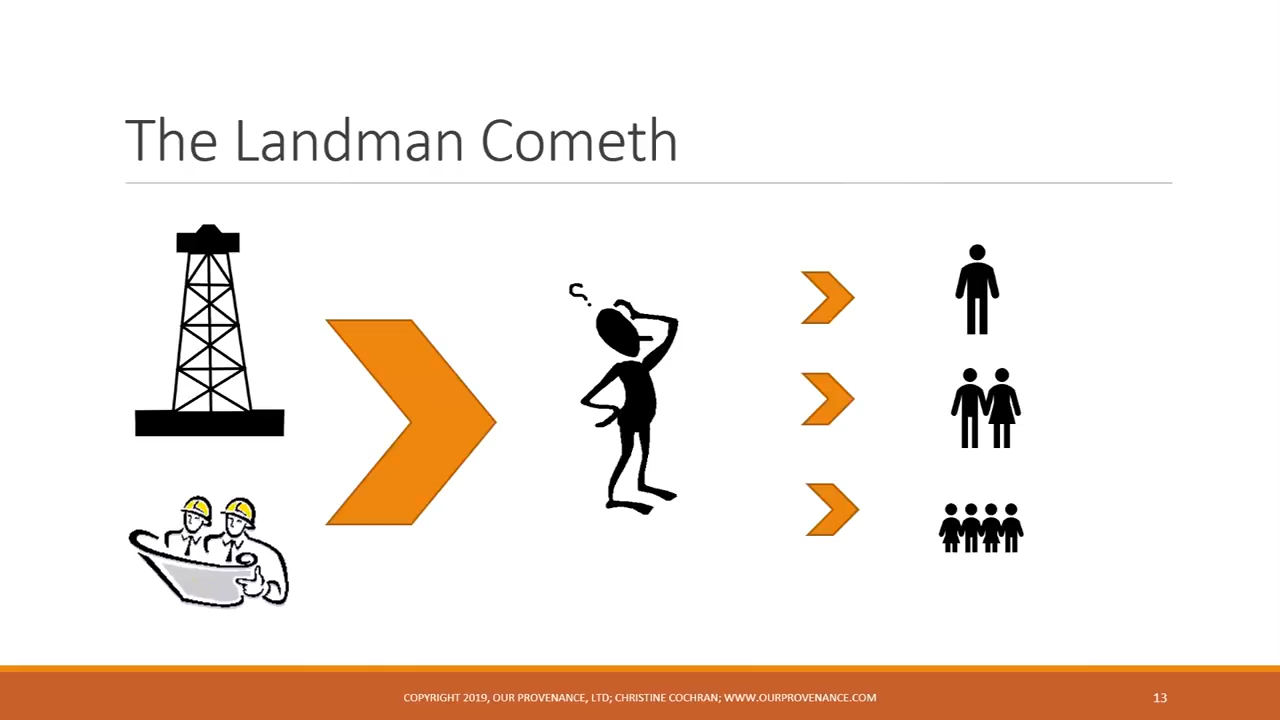 The Landman Cometh
COPYRIGHT 2019, OUR PROVENANCE, LTD; CHRISTINE COCHRAN; WWW.OURPROVENANCE.COM
13